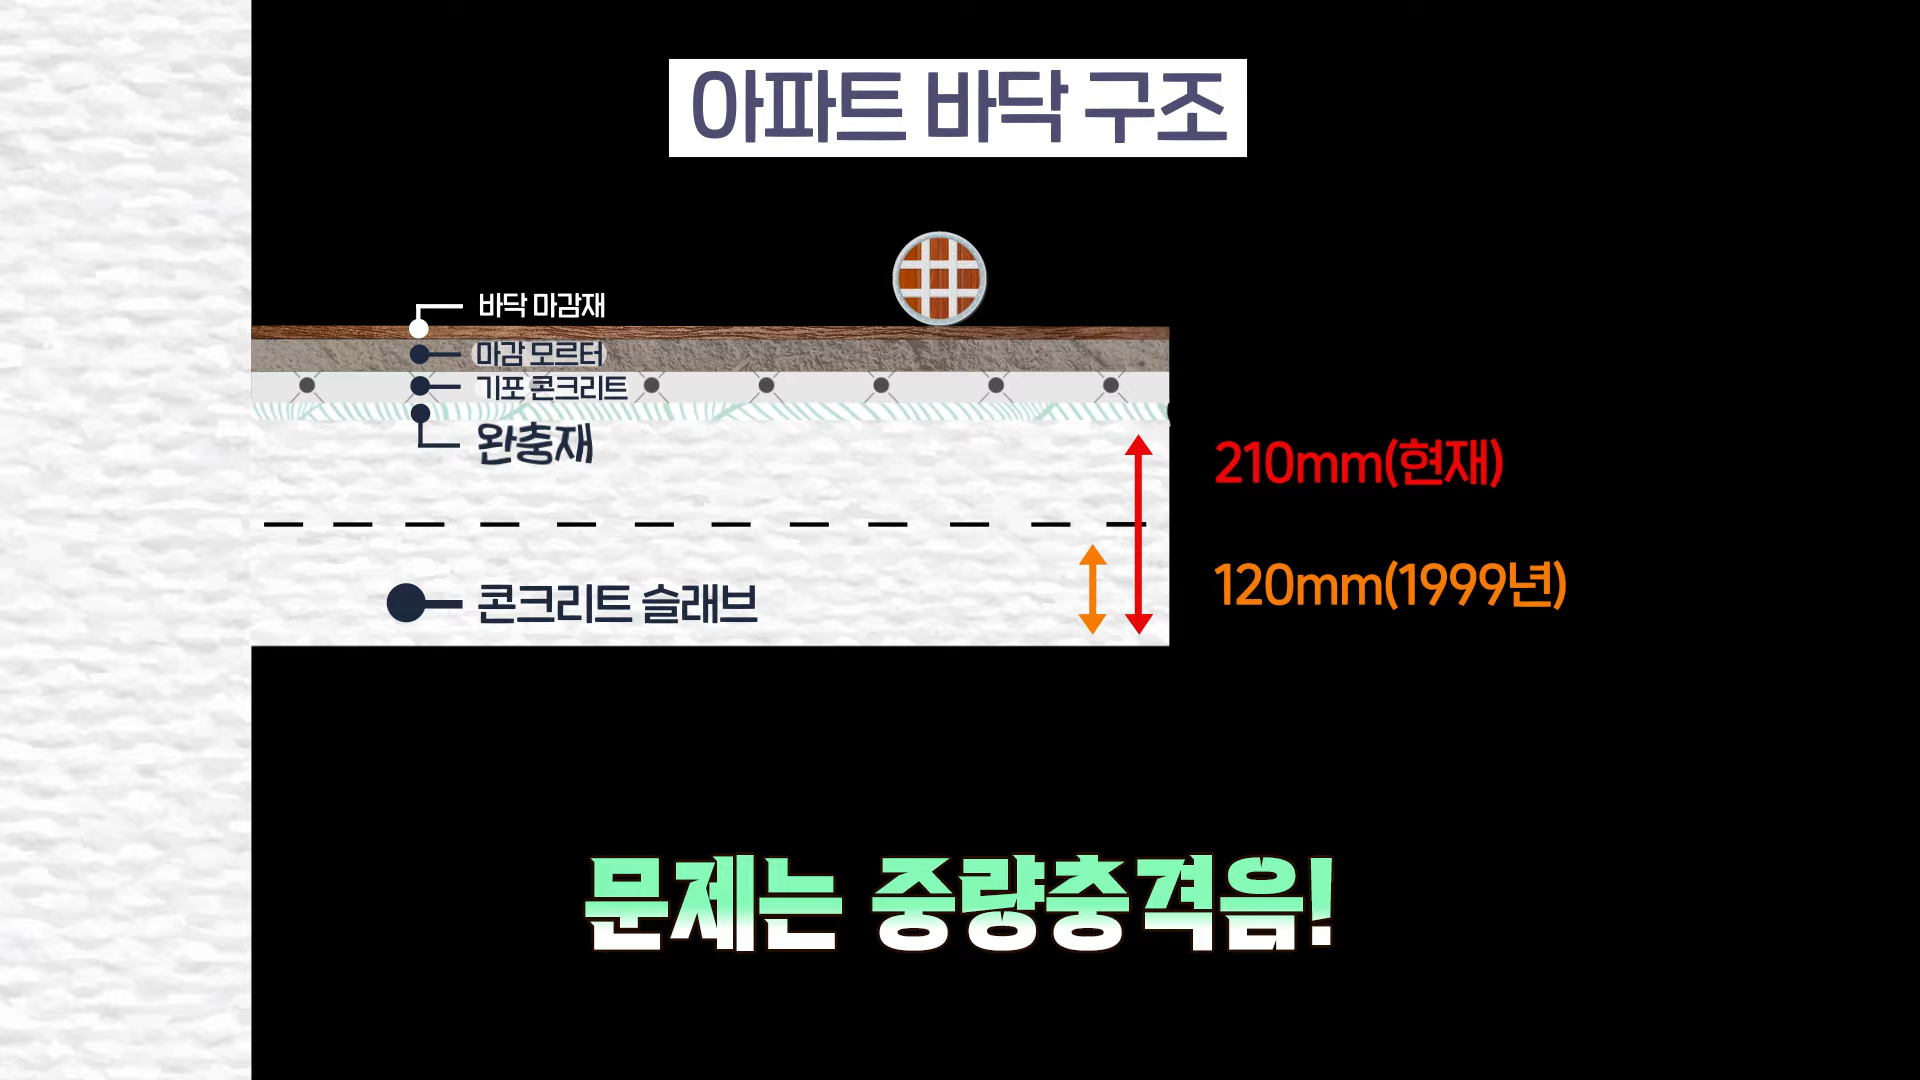 아파트 바닥 구조
바닥 마감재
마감 모르터
기포 콘크리트
완충재
210mm(현재)
120mm(1999년)
콘크리트 슬래브
문제는 중량충격음!